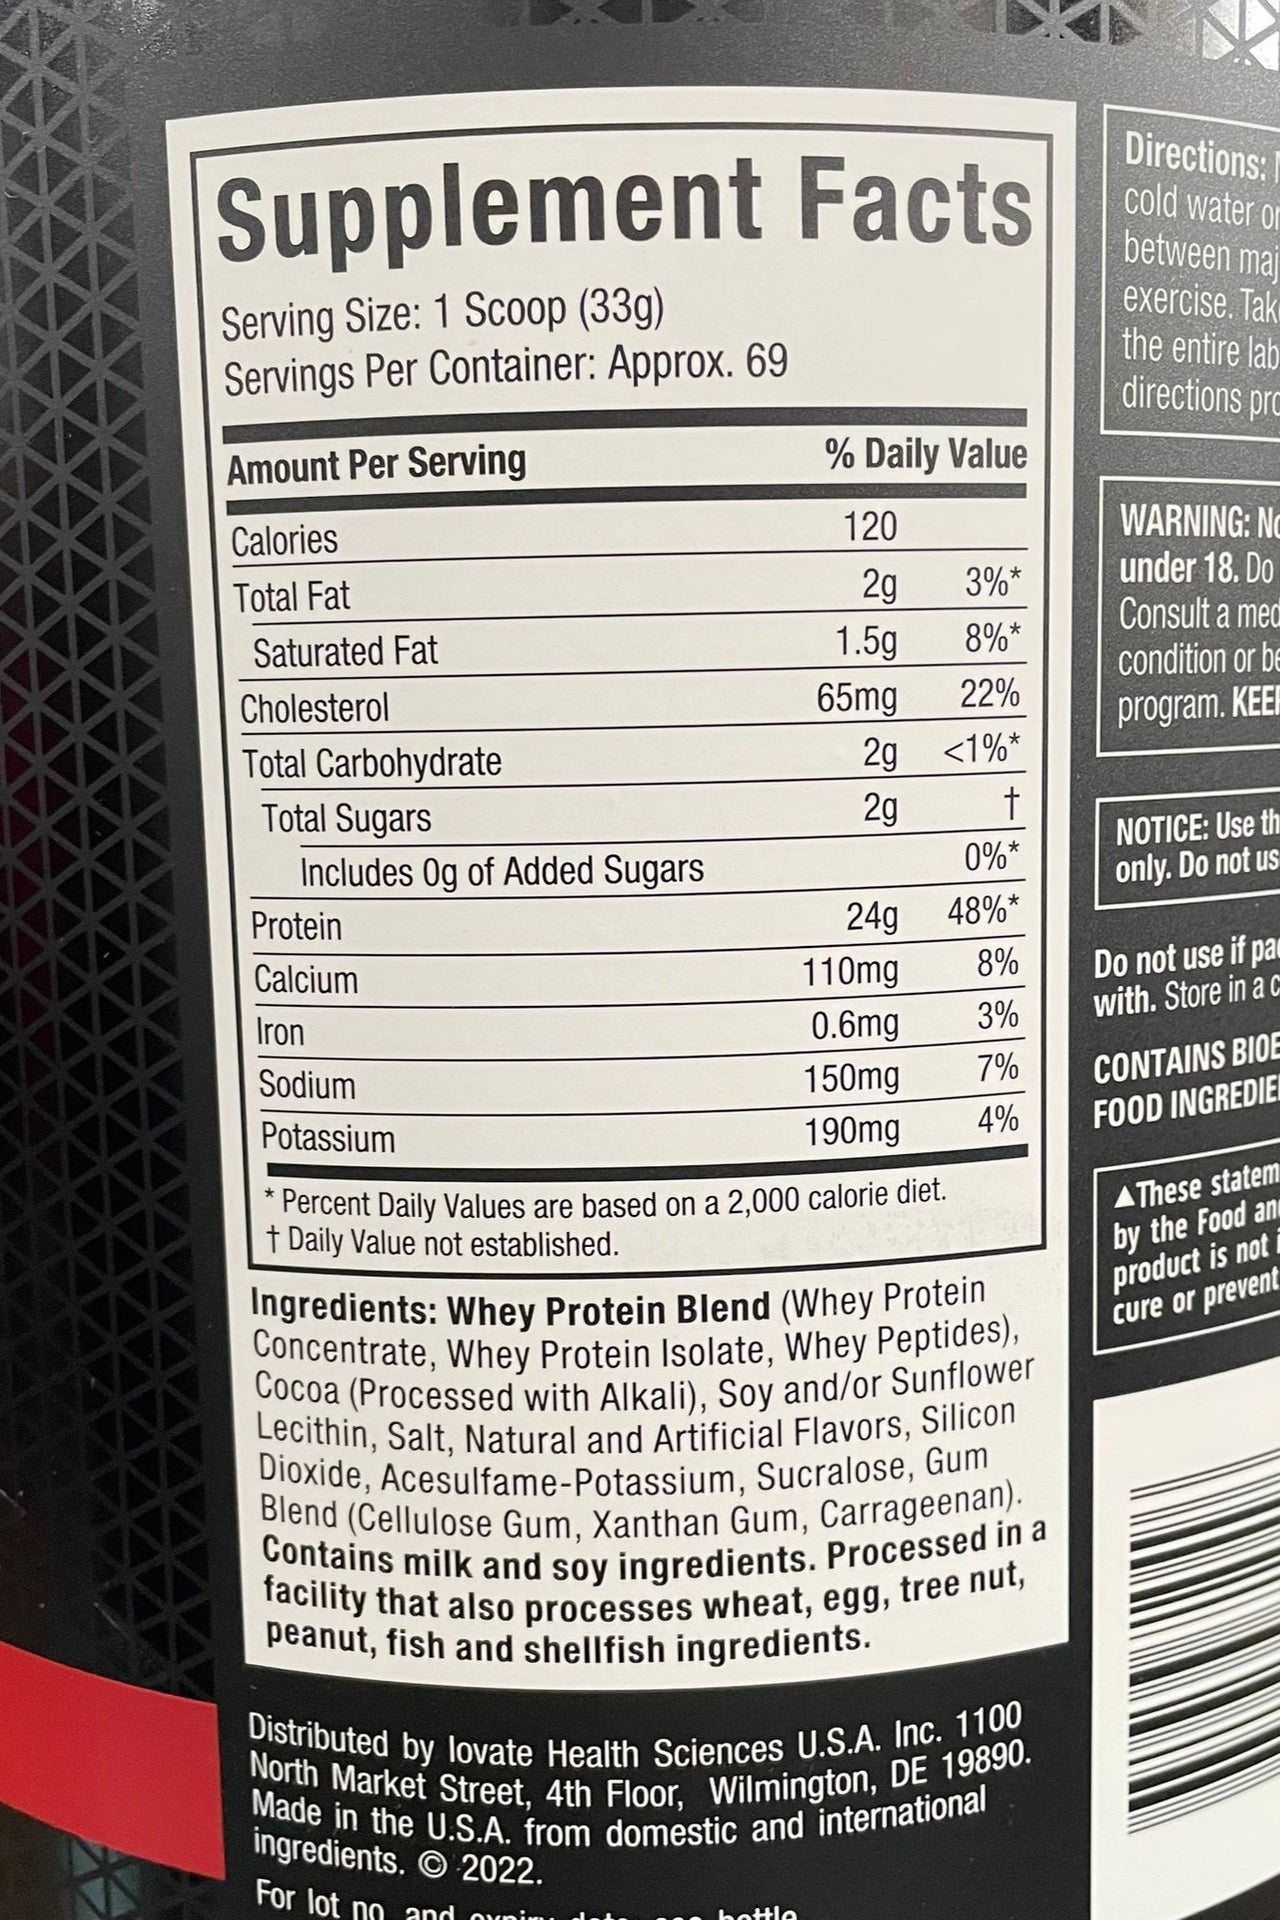 Supplement Facts
Serving Size: 1 Scoop (33g)
Servings Per Container: Approx. 69
Amount Per Serving % Daily Value
Calories 120
Total Fat 2g 3%*
Saturated Fat 1.5g 8%*
Cholesterol 65mg 22%
Total Carbohydrate 2g <1%*
Total Sugars 2g †
Includes 0g of Added Sugars 0%*
Protein 24g 48%*
Calcium 110mg 8%
Iron 0.6mg 3%
Sodium 150mg 7%
Potassium 190mg 4%
* Percent Daily Values are based on a 2,000 calorie diet.
† Daily Value not established.
Ingredients: Whey Protein Blend (Whey Protein
Concentrate, Whey Protein Isolate, Whey Peptides),
Cocoa (Processed with Alkali), Soy and/or Sunflower
Lecithin, Salt, Natural and Artificial Flavors, Silicon
Dioxide, Acesulfame-Potassium, Sucralose, Gum
Blend (Cellulose Gum, Xanthan Gum, Carrageenan).
Contains milk and soy ingredients. Processed in a
facility that also processes wheat, egg, tree nut,
peanut, fish and shellfish ingredients.
Distributed by Iovate Health Sciences U.S.A. Inc. 1100
North Market Street, 4th Floor, Wilmington, DE 19890.
Made in the U.S.A. from domestic and international
ingredients. © 2022.
For lot no. and expiry date, see bottle
Directions:
cold water
between
exercise.
the entire
directions
WARNING:
under 18. Do
Consult a
condition or
program.
NOTICE: Use
only. Do not
Do not use if
with. Store in a
CONTAINS
FOOD
▲These
by the Food
product is not
cure or prevent